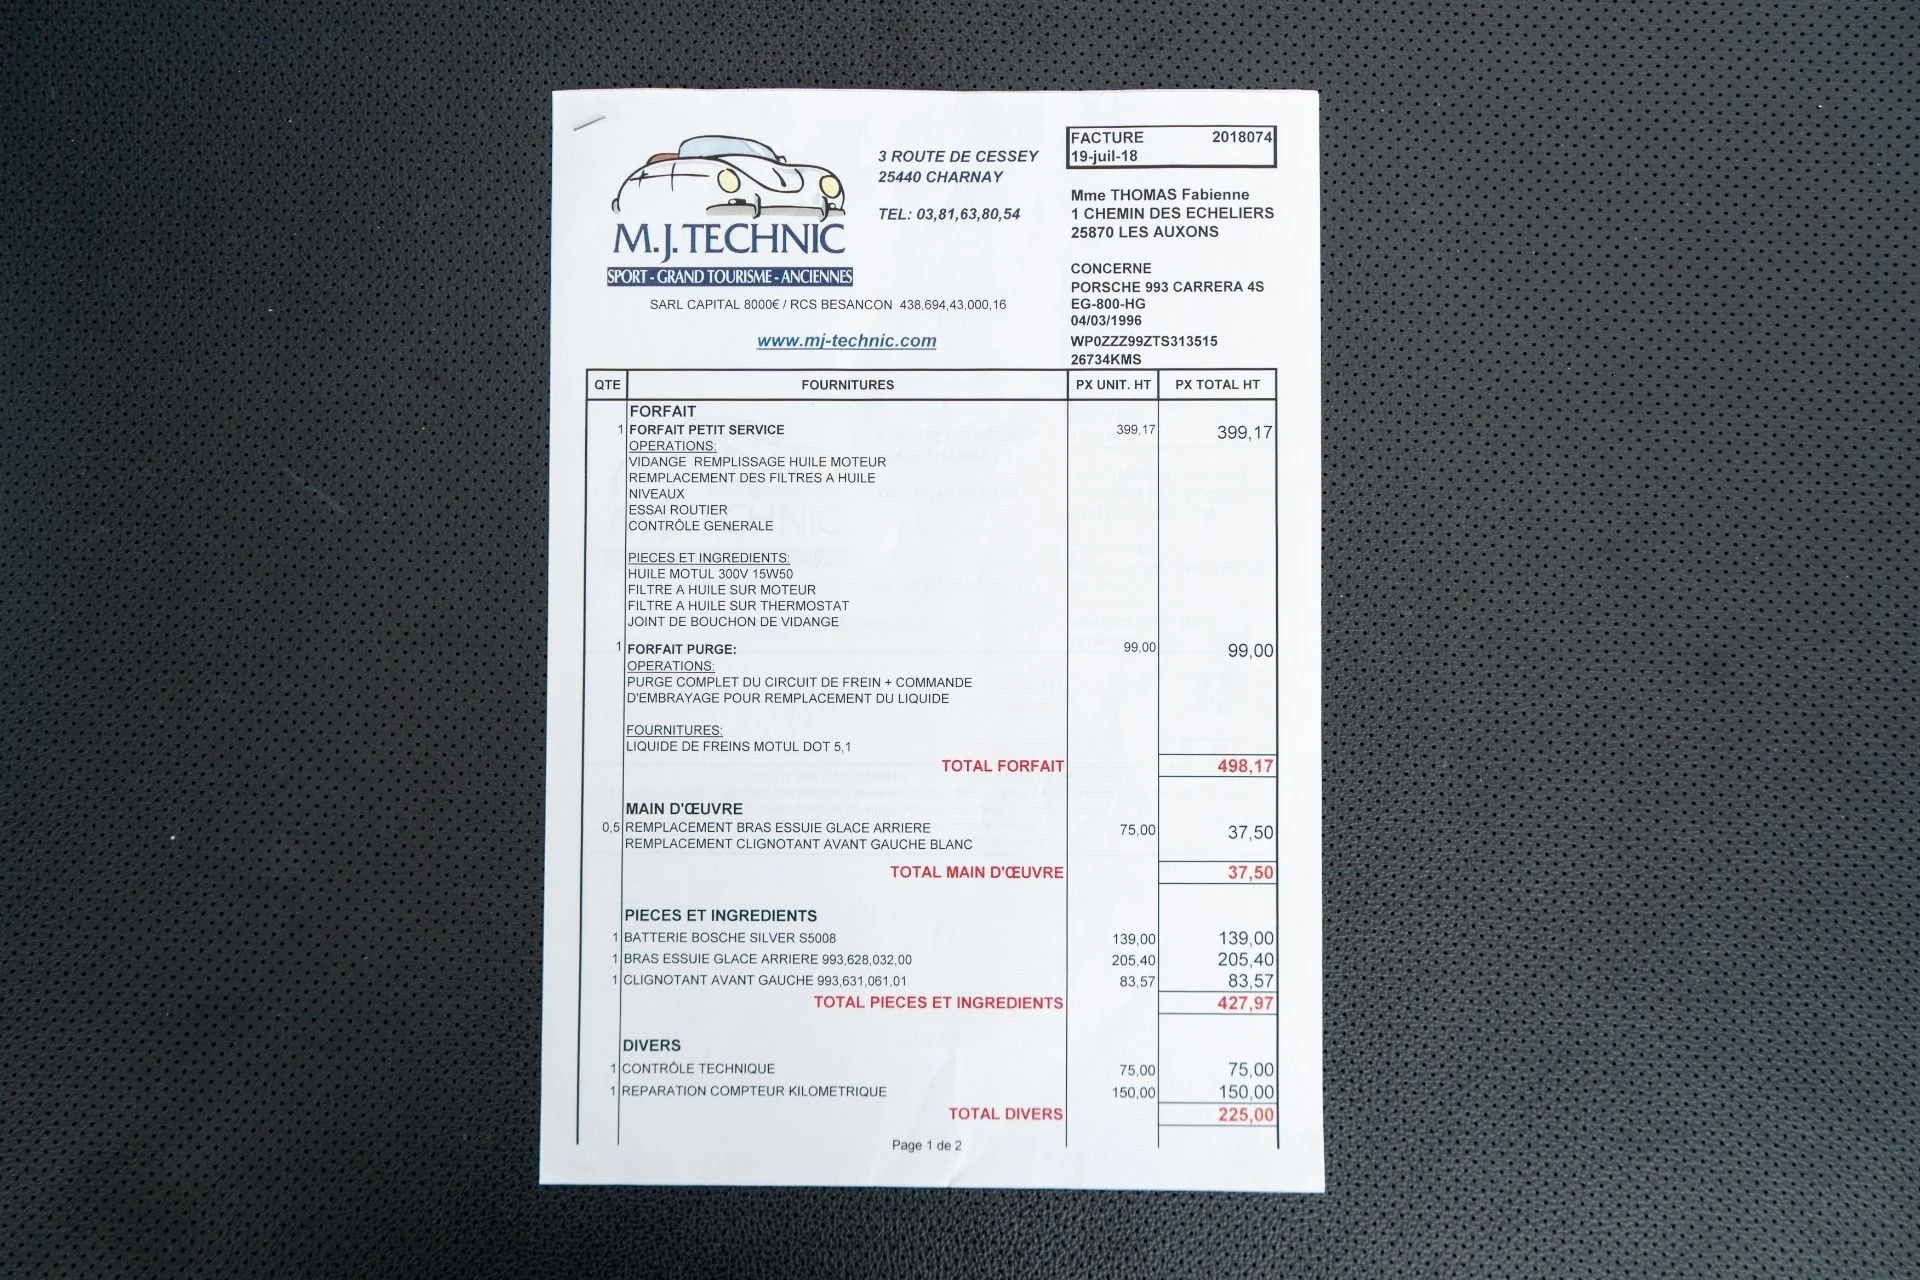 M.J.TECHNIC
SPORT - GRAND TOURISME - ANCIENNES
3 ROUTE DE CESSEY
25440 CHARNAY
TEL: 03,81,63,80,54
SARL CAPITAL 8000€ / RCS BESANCON 438,694,43,000,16
www.mj-technic.com
FACTURE 2018074
19-juil-18
Mme THOMAS Fabienne
1 CHEMIN DES ECHELIERS
25870 LES AUXONS
CONCERNE
PORSCHE 993 CARRERA 4S
EG-800-HG
04/03/1996
WP0ZZZ99ZTS313515
26734KMS
QTE FOURNITURES PX UNIT. HT PX TOTAL HT
FORFAIT
1 FORFAIT PETIT SERVICE 399,17 399,17
OPERATIONS:
VIDANGE REMPLISSAGE HUILE MOTEUR
REMPLACEMENT DES FILTRES A HUILE
NIVEAUX
ESSAI ROUTIER
CONTRÔLE GENERALE
PIECES ET INGREDIENTS:
HUILE MOTUL 300V 15W50
FILTRE A HUILE SUR MOTEUR
FILTRE A HUILE SUR THERMOSTAT
JOINT DE BOUCHON DE VIDANGE
1 FORFAIT PURGE: 99,00 99,00
OPERATIONS:
PURGE COMPLET DU CIRCUIT DE FREIN + COMMANDE
D'EMBRAYAGE POUR REMPLACEMENT DU LIQUIDE
FOURNITURES:
LIQUIDE DE FREINS MOTUL DOT 5,1
TOTAL FORFAIT 498,17
MAIN D'ŒUVRE
0,5 REMPLACEMENT BRAS ESSUIE GLACE ARRIERE 75,00 37,50
REMPLACEMENT CLIGNOTANT AVANT GAUCHE BLANC
TOTAL MAIN D'ŒUVRE 37,50
PIECES ET INGREDIENTS
1 BATTERIE BOSCHE SILVER S5008 139,00 139,00
1 BRAS ESSUIE GLACE ARRIERE 993,628,032,00 205,40 205,40
1 CLIGNOTANT AVANT GAUCHE 993,631,061,01 83,57 83,57
TOTAL PIECES ET INGREDIENTS 427,97
DIVERS
1 CONTRÔLE TECHNIQUE 75,00 75,00
1 REPARATION COMPTEUR KILOMETRIQUE 150,00 150,00
TOTAL DIVERS 225,00
Page 1 de 2